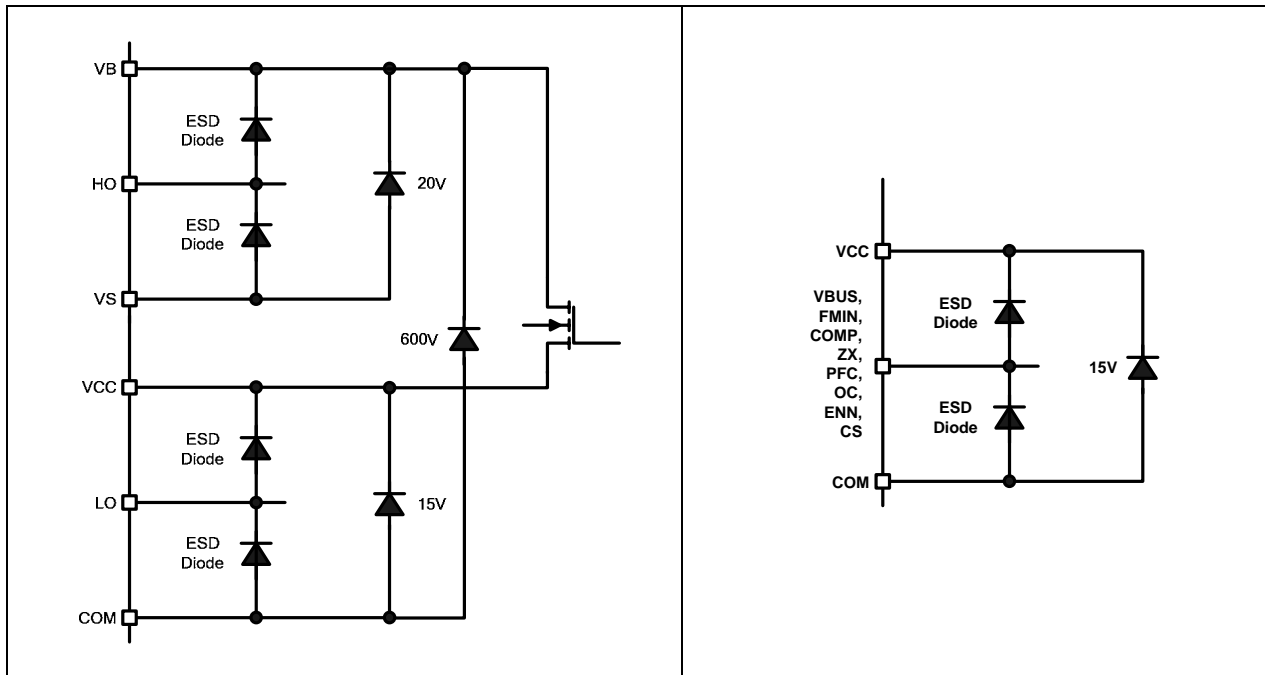 VB
ESD
Diode
HO
20V
ESD
Diode
VS
600V
VCC
ESD
Diode
LO
15V
ESD
Diode
COM
VCC
VBUS,
FMIN,
COMP,
ZX,
PFC,
OC,
ENN,
CS
ESD
Diode
15V
ESD
Diode
COM